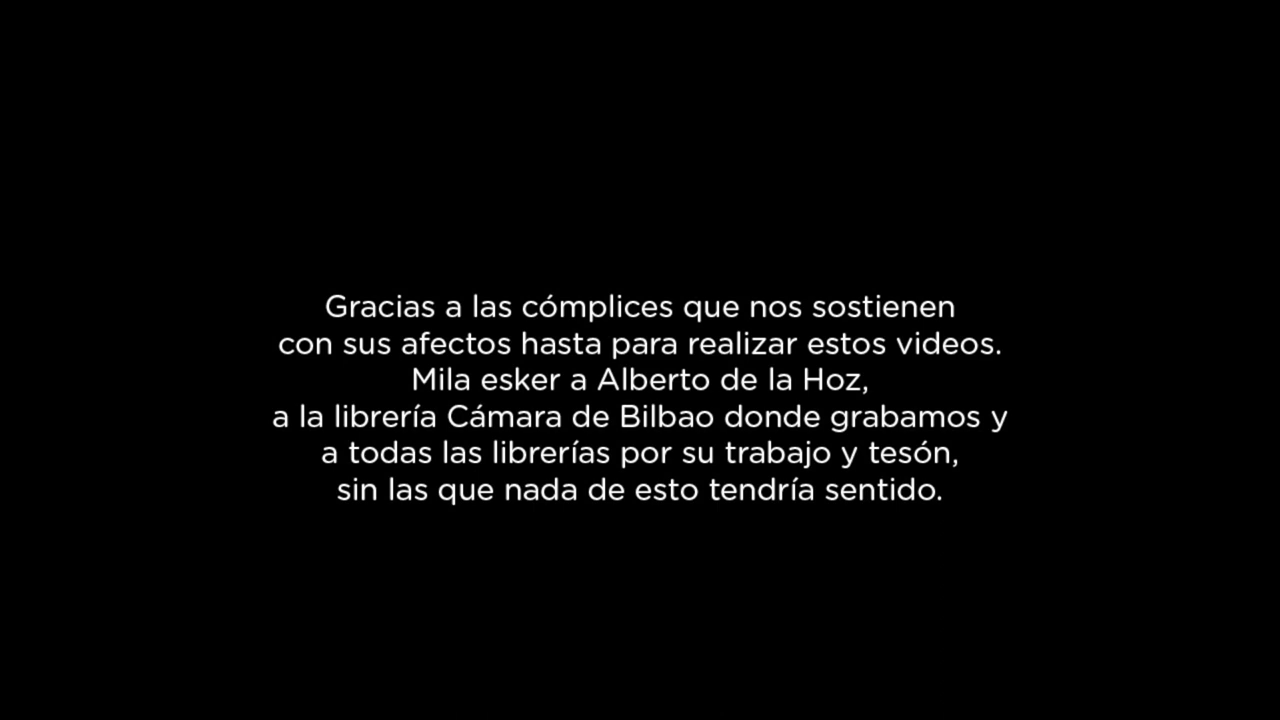 Gracias a las cómplices que nos sostienen
con sus afectos hasta para realizar estos videos.
Mila esker a Alberto de la Hoz,
a la librería Cámara de Bilbao donde grabamos y
a todas las librerías por su trabajo y tesón,
sin las que nada de esto tendría sentido.